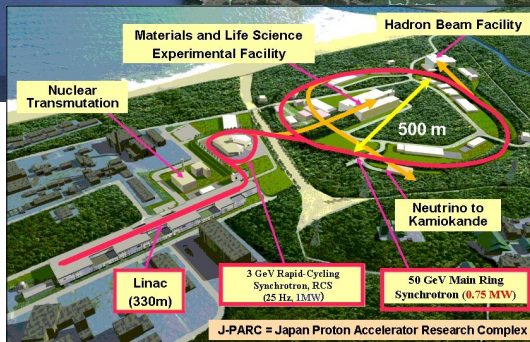 Hadron Beam Facility
Materials and Life Science
Experimental Facility
Nuclear
Transmutation
500 m
Neutrino to
Kamiokande
Linac
(330m)
3 GeV Rapid-Cycling
Synchrotron, RCS
(25 Hz, 1MW)
50 GeV Main Ring
Synchrotron (0.75 MW)
J-PARC = Japan Proton Accelerator Research Complex